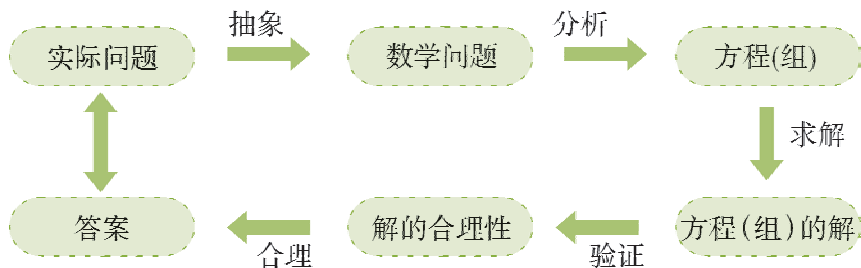 抽象
分析
实际问题
数学问题
方程(组)
求解
答案
解的合理性
方程(组)的解
合理
验证